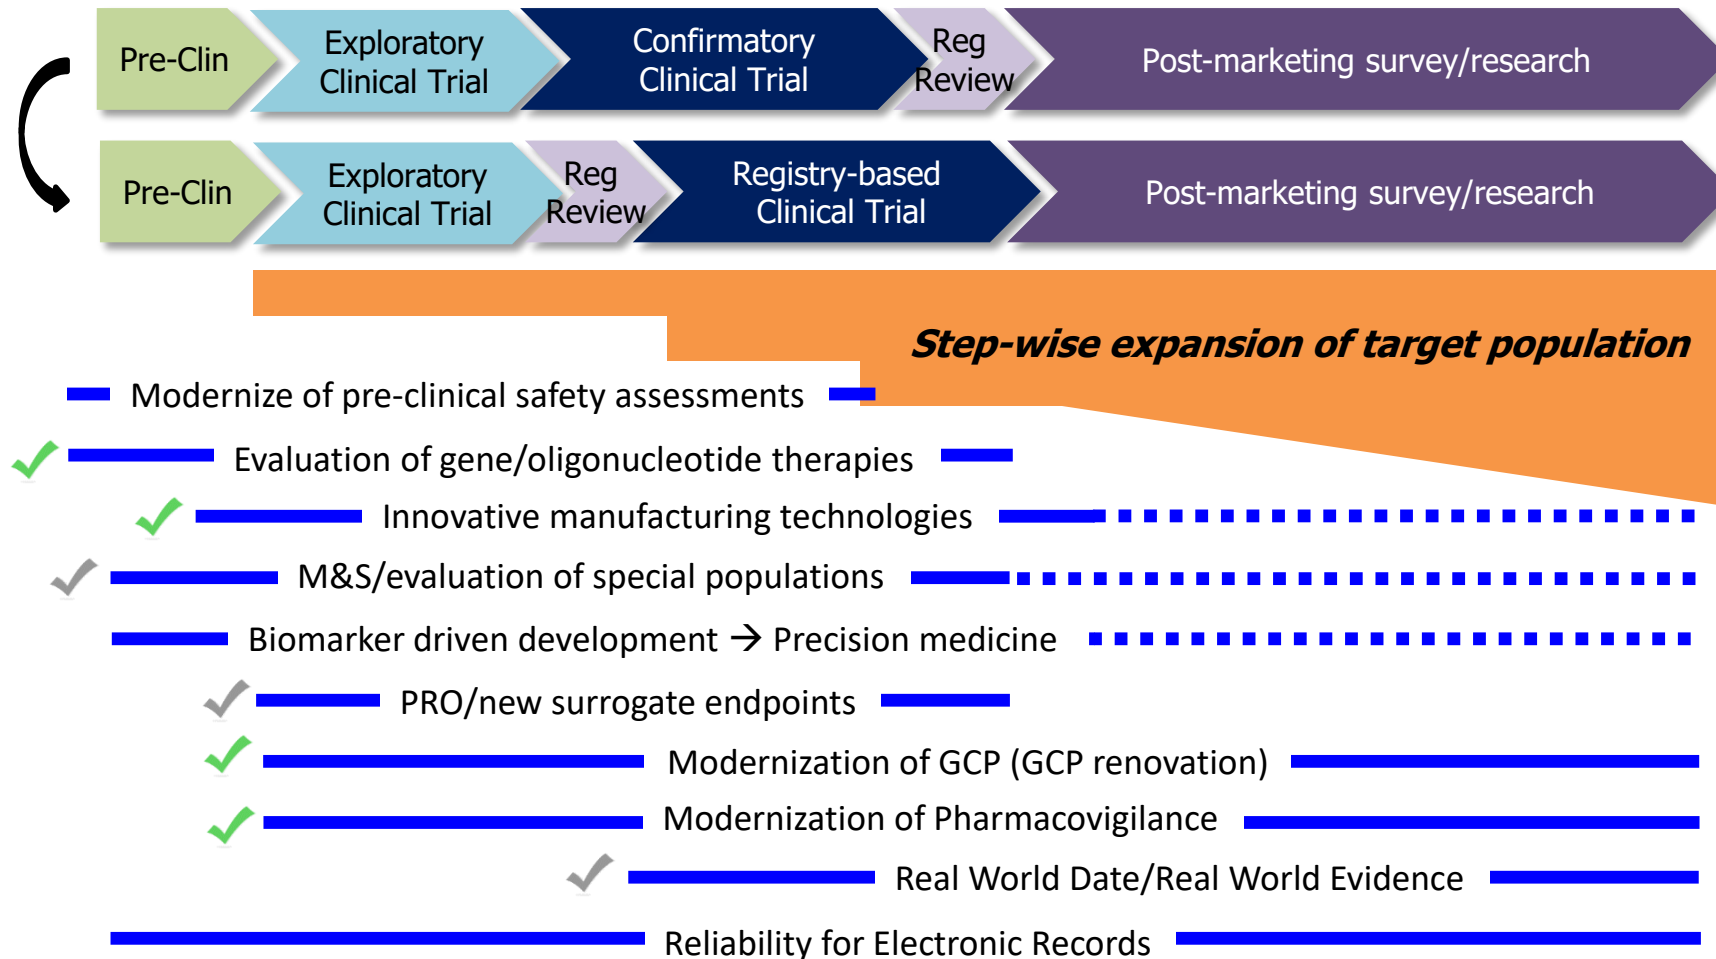 Pre-Clin
Exploratory
Clinical Trial
Confirmatory
Clinical Trial
Reg
Review
Post-marketing survey/research
Pre-Clin
Exploratory
Clinical Trial
Reg
Review
Registry-based
Clinical Trial
Post-marketing survey/research
Step-wise expansion of target population
Modernize of pre-clinical safety assessments
Evaluation of gene/oligonucleotide therapies
Innovative manufacturing technologies
M&S/evaluation of special populations
Biomarker driven development → Precision medicine
PRO/new surrogate endpoints
Modernization of GCP (GCP renovation)
Modernization of Pharmacovigilance
Real World Date/Real World Evidence
Reliability for Electronic Records